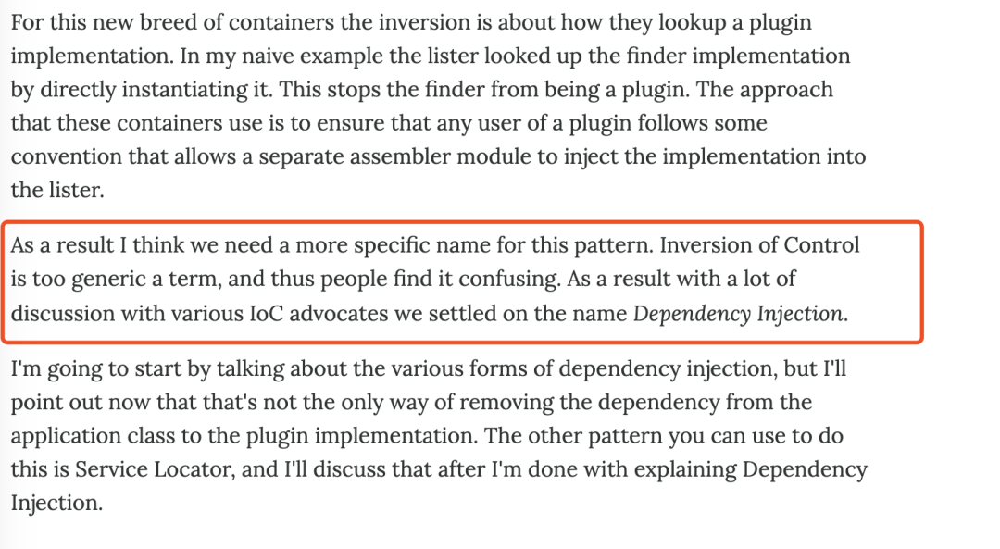 For this new breed of containers the inversion is about how they lookup a plugin
implementation. In my naive example the lister looked up the finder implementation
by directly instantiating it. This stops the finder from being a plugin. The approach
that these containers use is to ensure that any user of a plugin follows some
convention that allows a separate assembler module to inject the implementation into
the lister.
As a result I think we need a more specific name for this pattern. Inversion of Control
is too generic a term, and thus people find it confusing. As a result with a lot of
discussion with various IoC advocates we settled on the name Dependency Injection.
I'm going to start by talking about the various forms of dependency injection, but I'll
point out now that that's not the only way of removing the dependency from the
application class to the plugin implementation. The other pattern you can use to do
this is Service Locator, and I'll discuss that after I'm done with explaining Dependency
Injection.